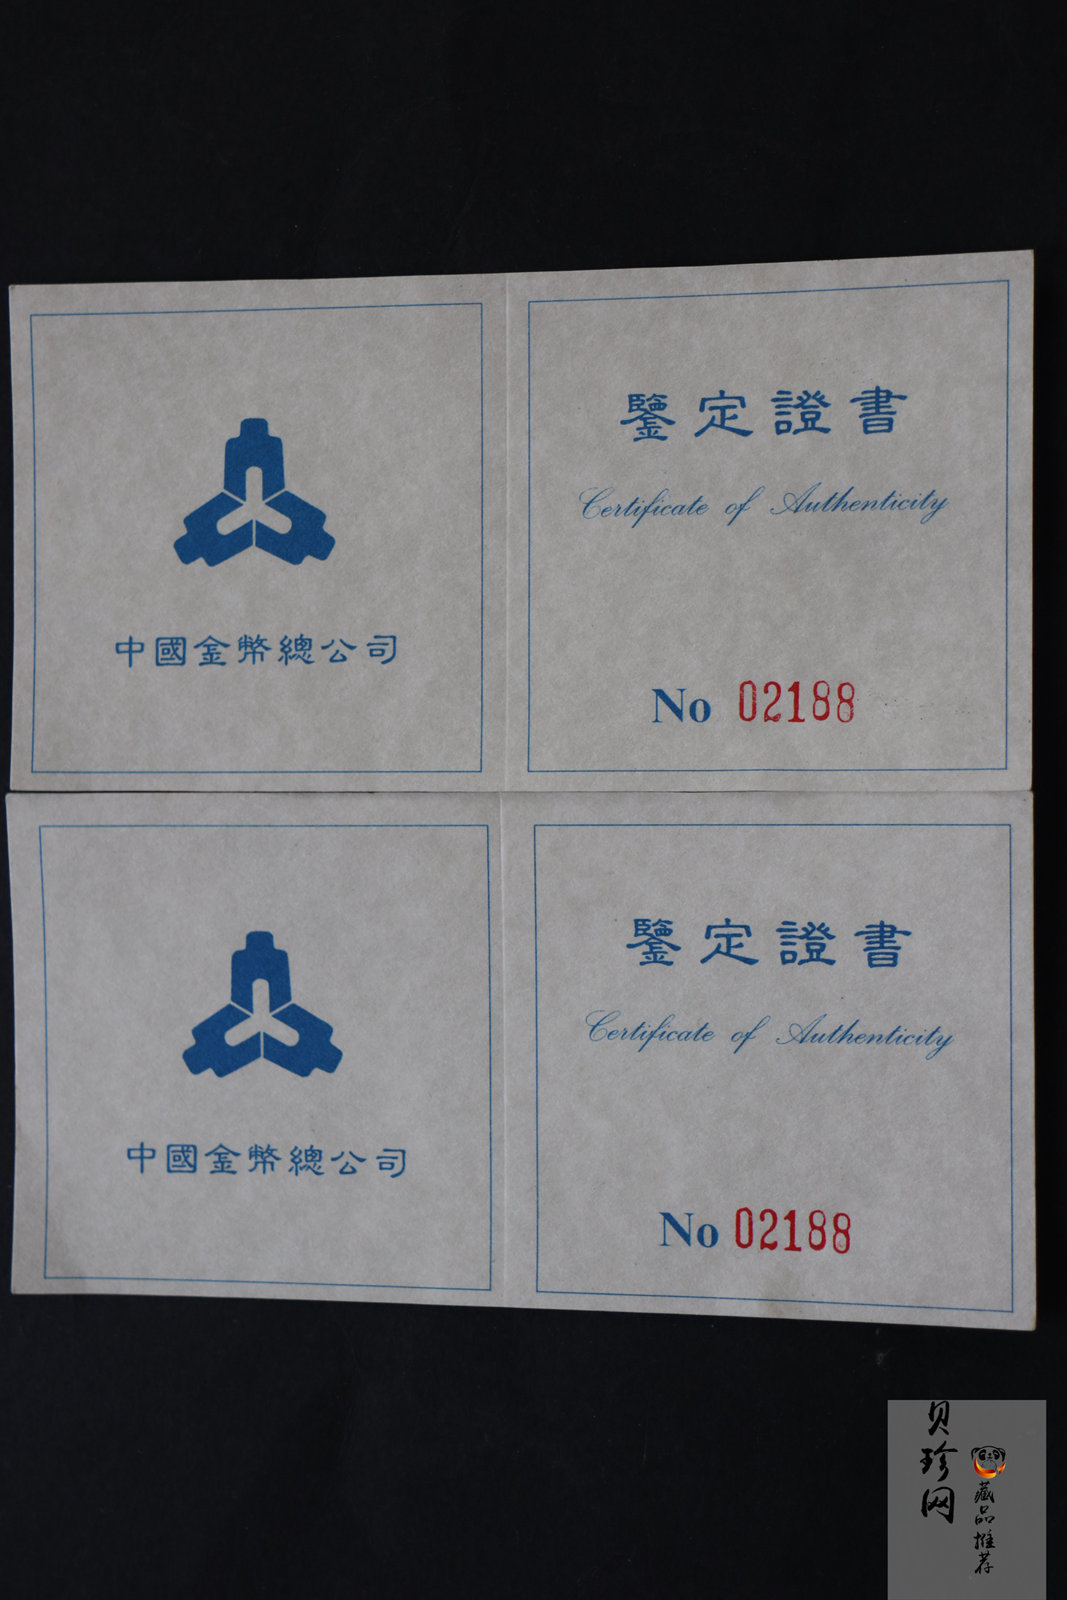 鑒定證書
Certificate of Authenticity
中國金幣總公司
No 02188
鑒定證書
Certificate of Authenticity
中國金幣總公司
No 02188
贝珍网
藏品推荐